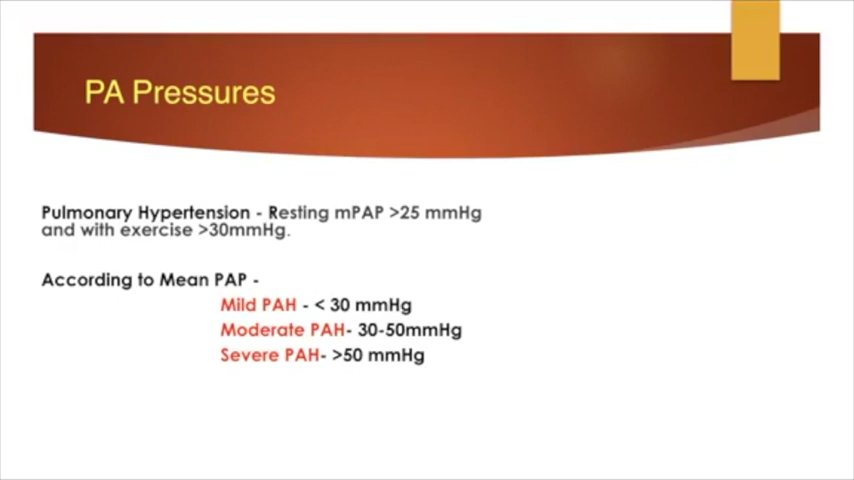 PA Pressures
Pulmonary Hypertension - Resting mPAP >25 mmHg
and with exercise >30mmHg.
According to Mean PAP -
Mild PAH - < 30 mmHg
Moderate PAH- 30-50mmHg
Severe PAH- >50 mmHg